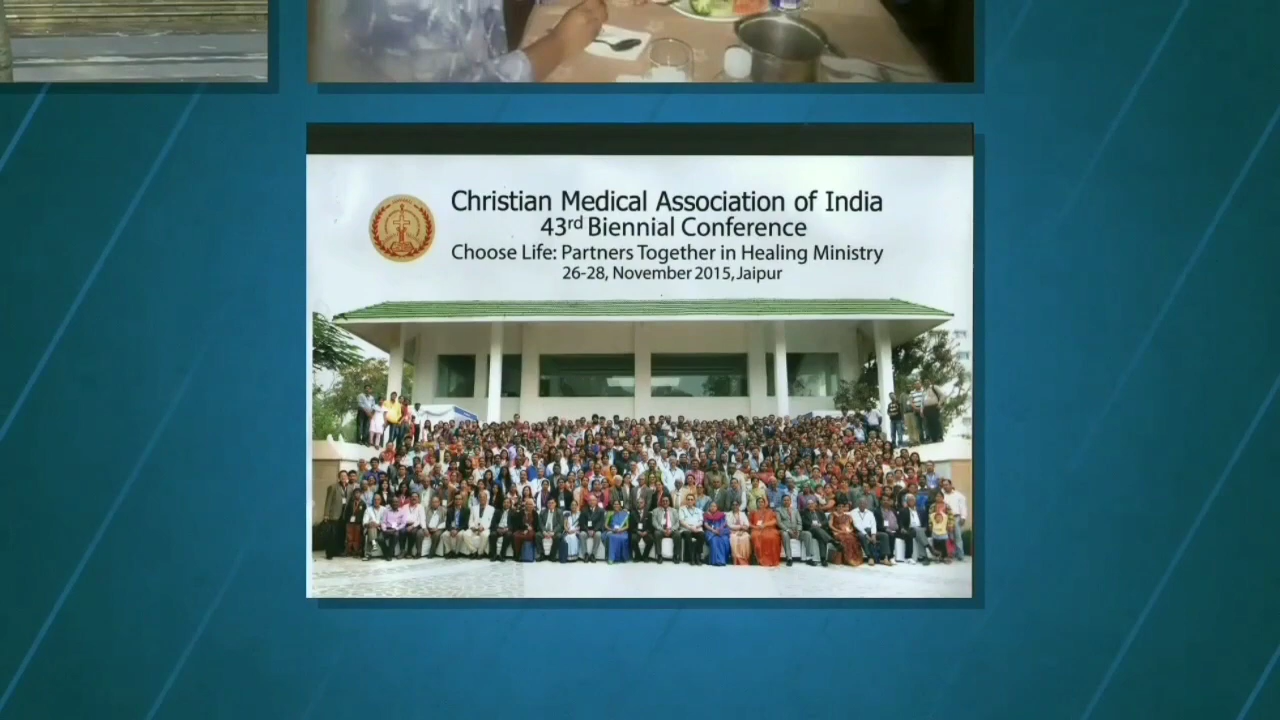 Christian Medical Association of India
43rd Biennial Conference
Choose Life: Partners Together in Healing Ministry
26-28, November 2015, Jaipur